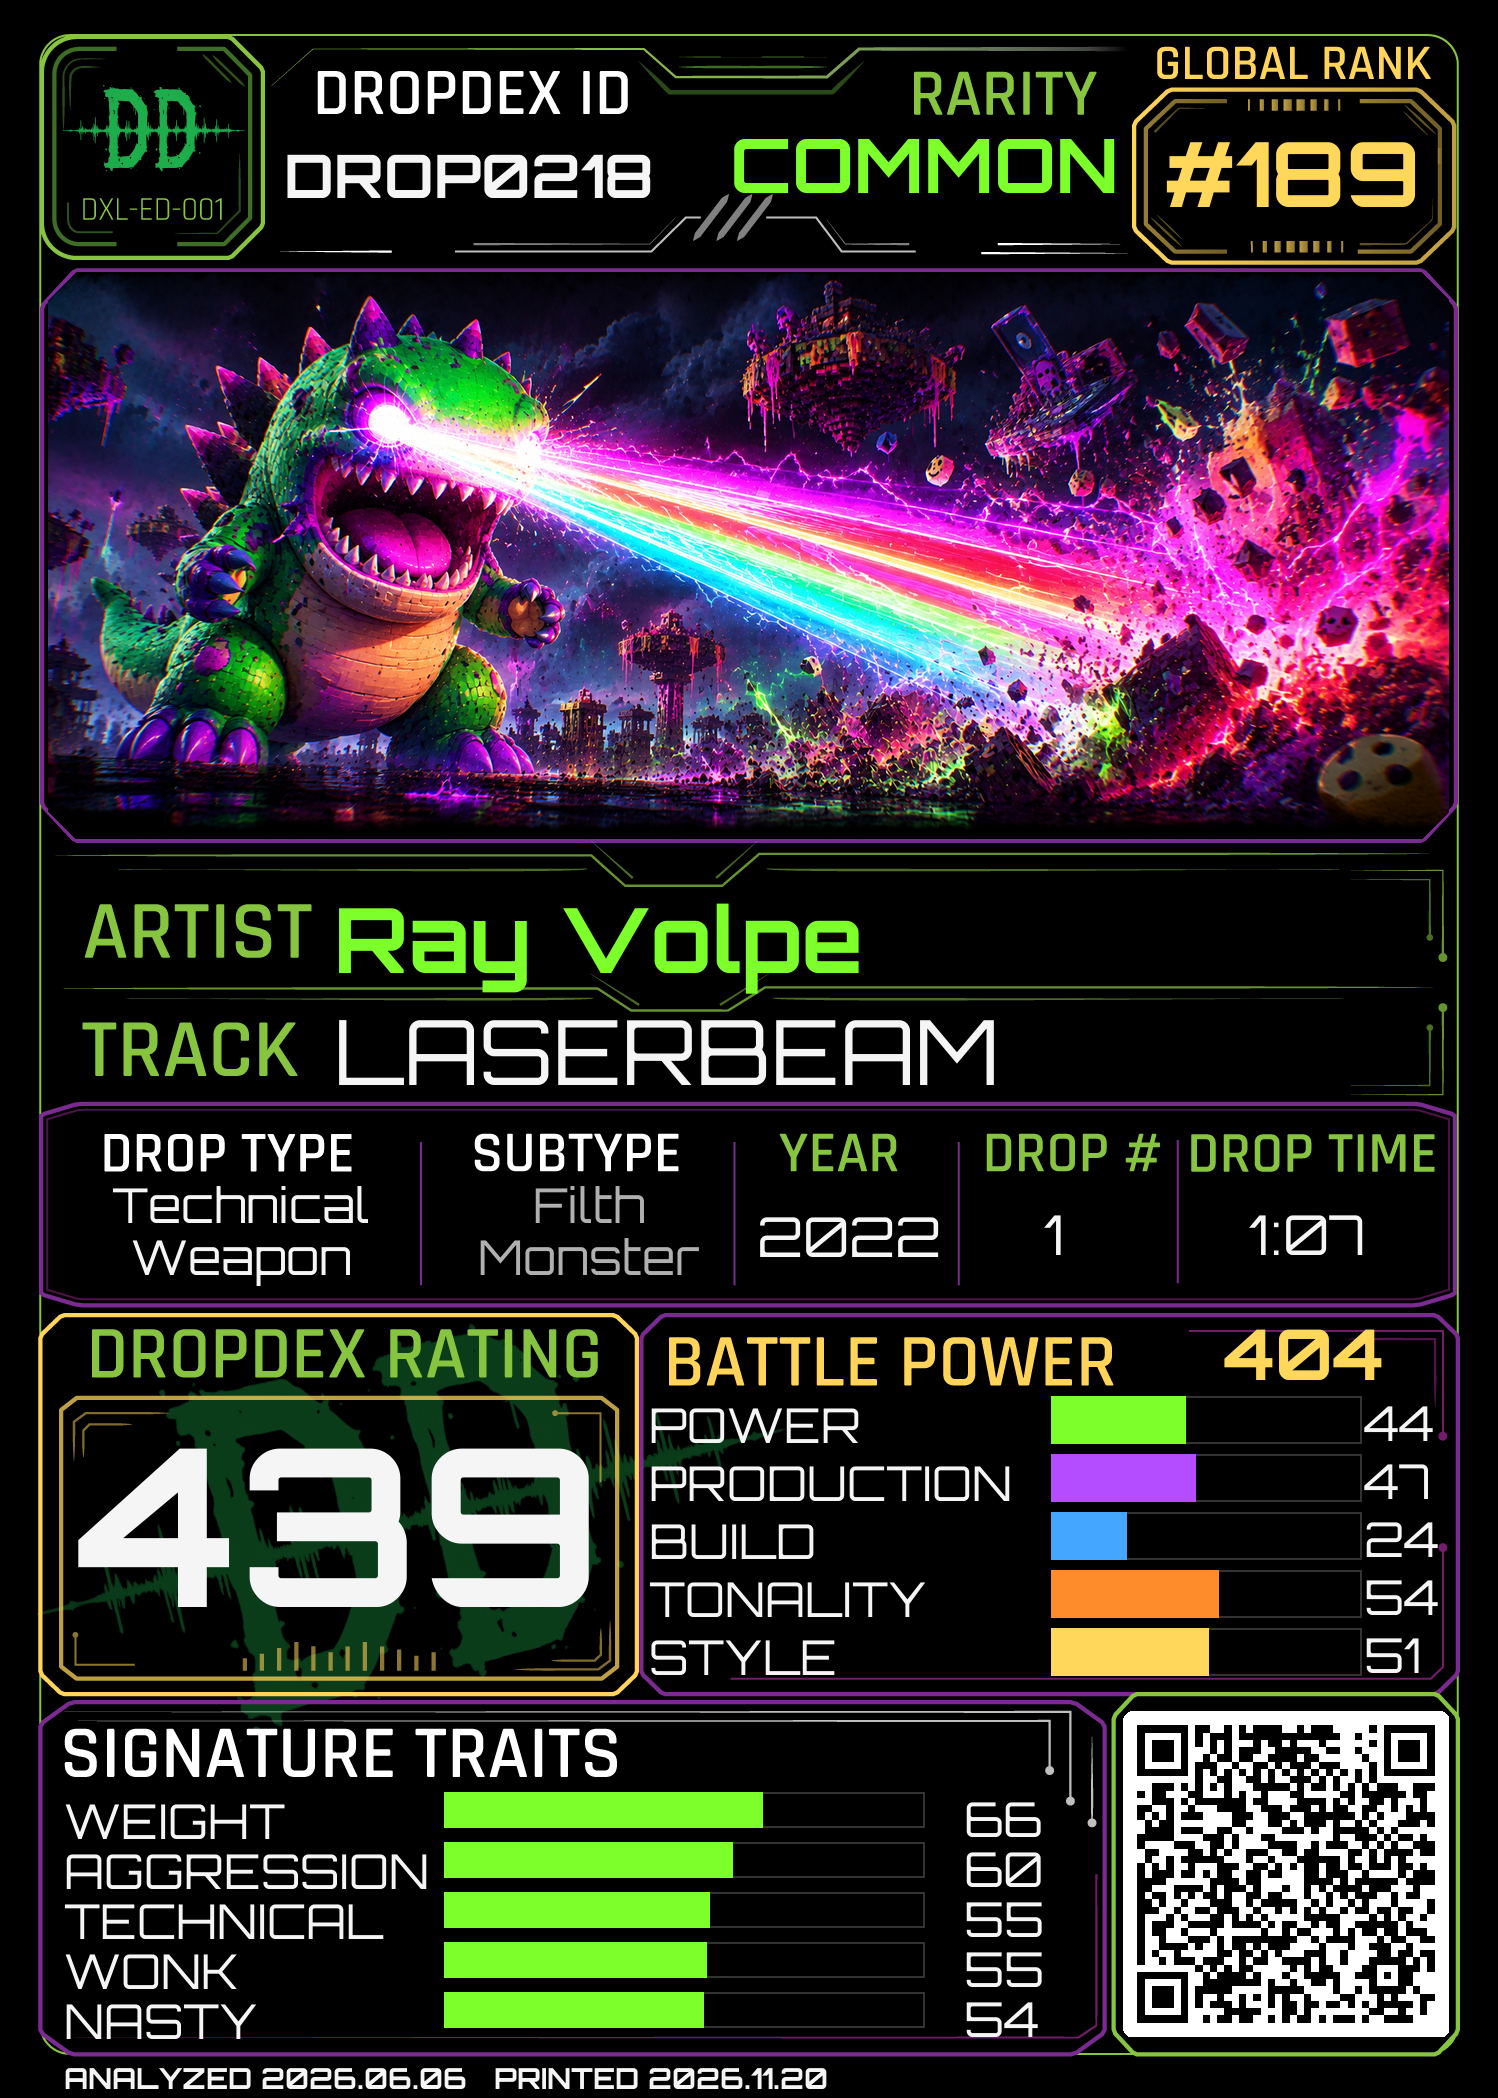 DD
DXL-ED-001
DROPDEX ID
DROP0218
RARITY
COMMON
GLOBAL RANK
#189
ARTIST Ray Volpe
TRACK LASERBEAM
DROP TYPE
Technical
Weapon
SUBTYPE
Filth
Monster
YEAR
2022
DROP #
1
DROP TIME
1:07
DROPDEX RATING
439
BATTLE POWER 404
POWER 44
PRODUCTION 47
BUILD 24
TONALITY 54
STYLE 51
SIGNATURE TRAITS
WEIGHT 66
AGGRESSION 60
TECHNICAL 55
WONK 55
NASTY 54
ANALYZED 2026.06.06 PRINTED 2026.11.20